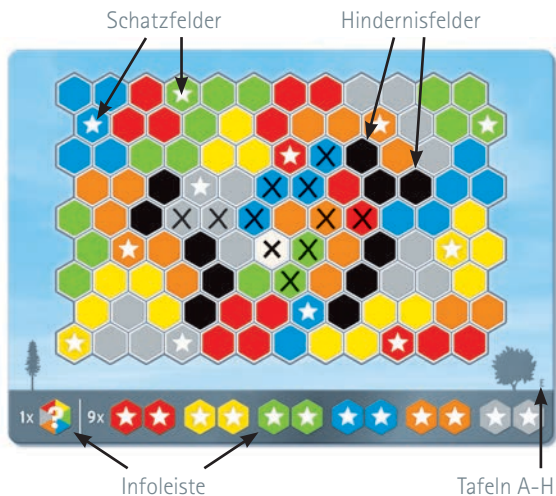 Schatzfelder
Hindernisfelder
1x ? 9x
Infoleiste
Tafeln A-H
E